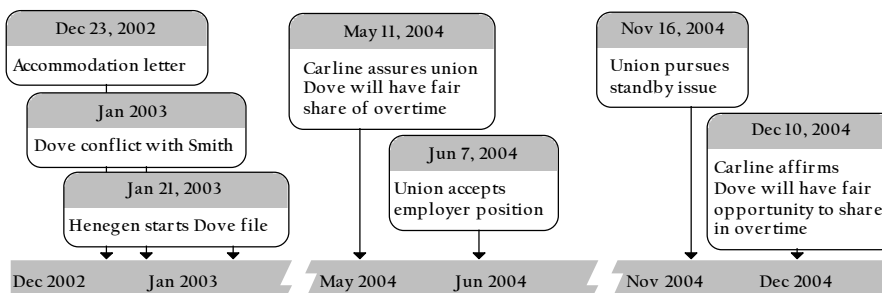 Dec 23, 2002
Accommodation letter
Jan 2003
Dove conflict with Smith
Jan 21, 2003
Henegen starts Dove file
May 11, 2004
Carline assures union
Dove will have fair
share of overtime
Jun 7, 2004
Union accepts
employer position
Nov 16, 2004
Union pursues
standby issue
Dec 10, 2004
Carline affirms
Dove will have fair
opportunity to share
in overtime
Dec 2002
Jan 2003
May 2004
Jun 2004
Nov 2004
Dec 2004